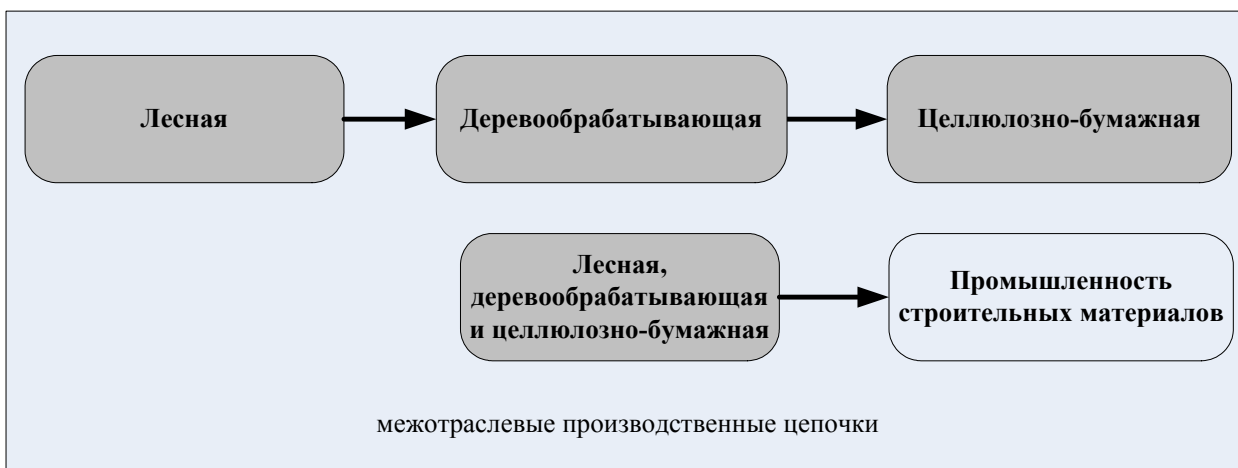 Лесная
Деревообрабатывающая
Целлюлозно-бумажная
Лесная,
деревообрабатывающая
и целлюлозно-бумажная
Промышленность
строительных материалов
межотраслевые производственные цепочки